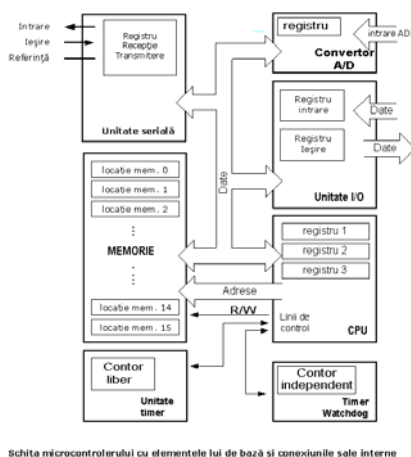 Intrare
Ieşire
Referinţă
Registru
Recepţie
Transmitere
Unitate serială
registru
Convertor
A/D
intrare AD
Registru
intrare
Registru
Ieşire
Date
Date
Unitate I/O
Date
locaţie mem. 0
locaţie mem. 1
locaţie mem. 2
MEMORIE
locaţie mem. 14
locaţie mem. 15
registru 1
registru 2
registru 3
Adrese
R/W
Linii de
control
CPU
Contor
liber
Unitate
timer
Contor
independent
Timer
Watchdog
Schiţa microcontrolerului cu elementele lui de bază şi conexiunile sale interne